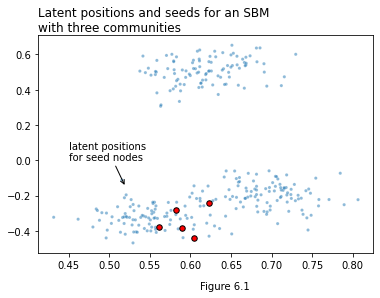 Latent positions and seeds for an SBM
with three communities
0.6
0.4
0.2
0.0
−0.2
−0.4
latent positions
for seed nodes
0.45 0.50 0.55 0.60 0.65 0.70 0.75 0.80
Figure 6.1